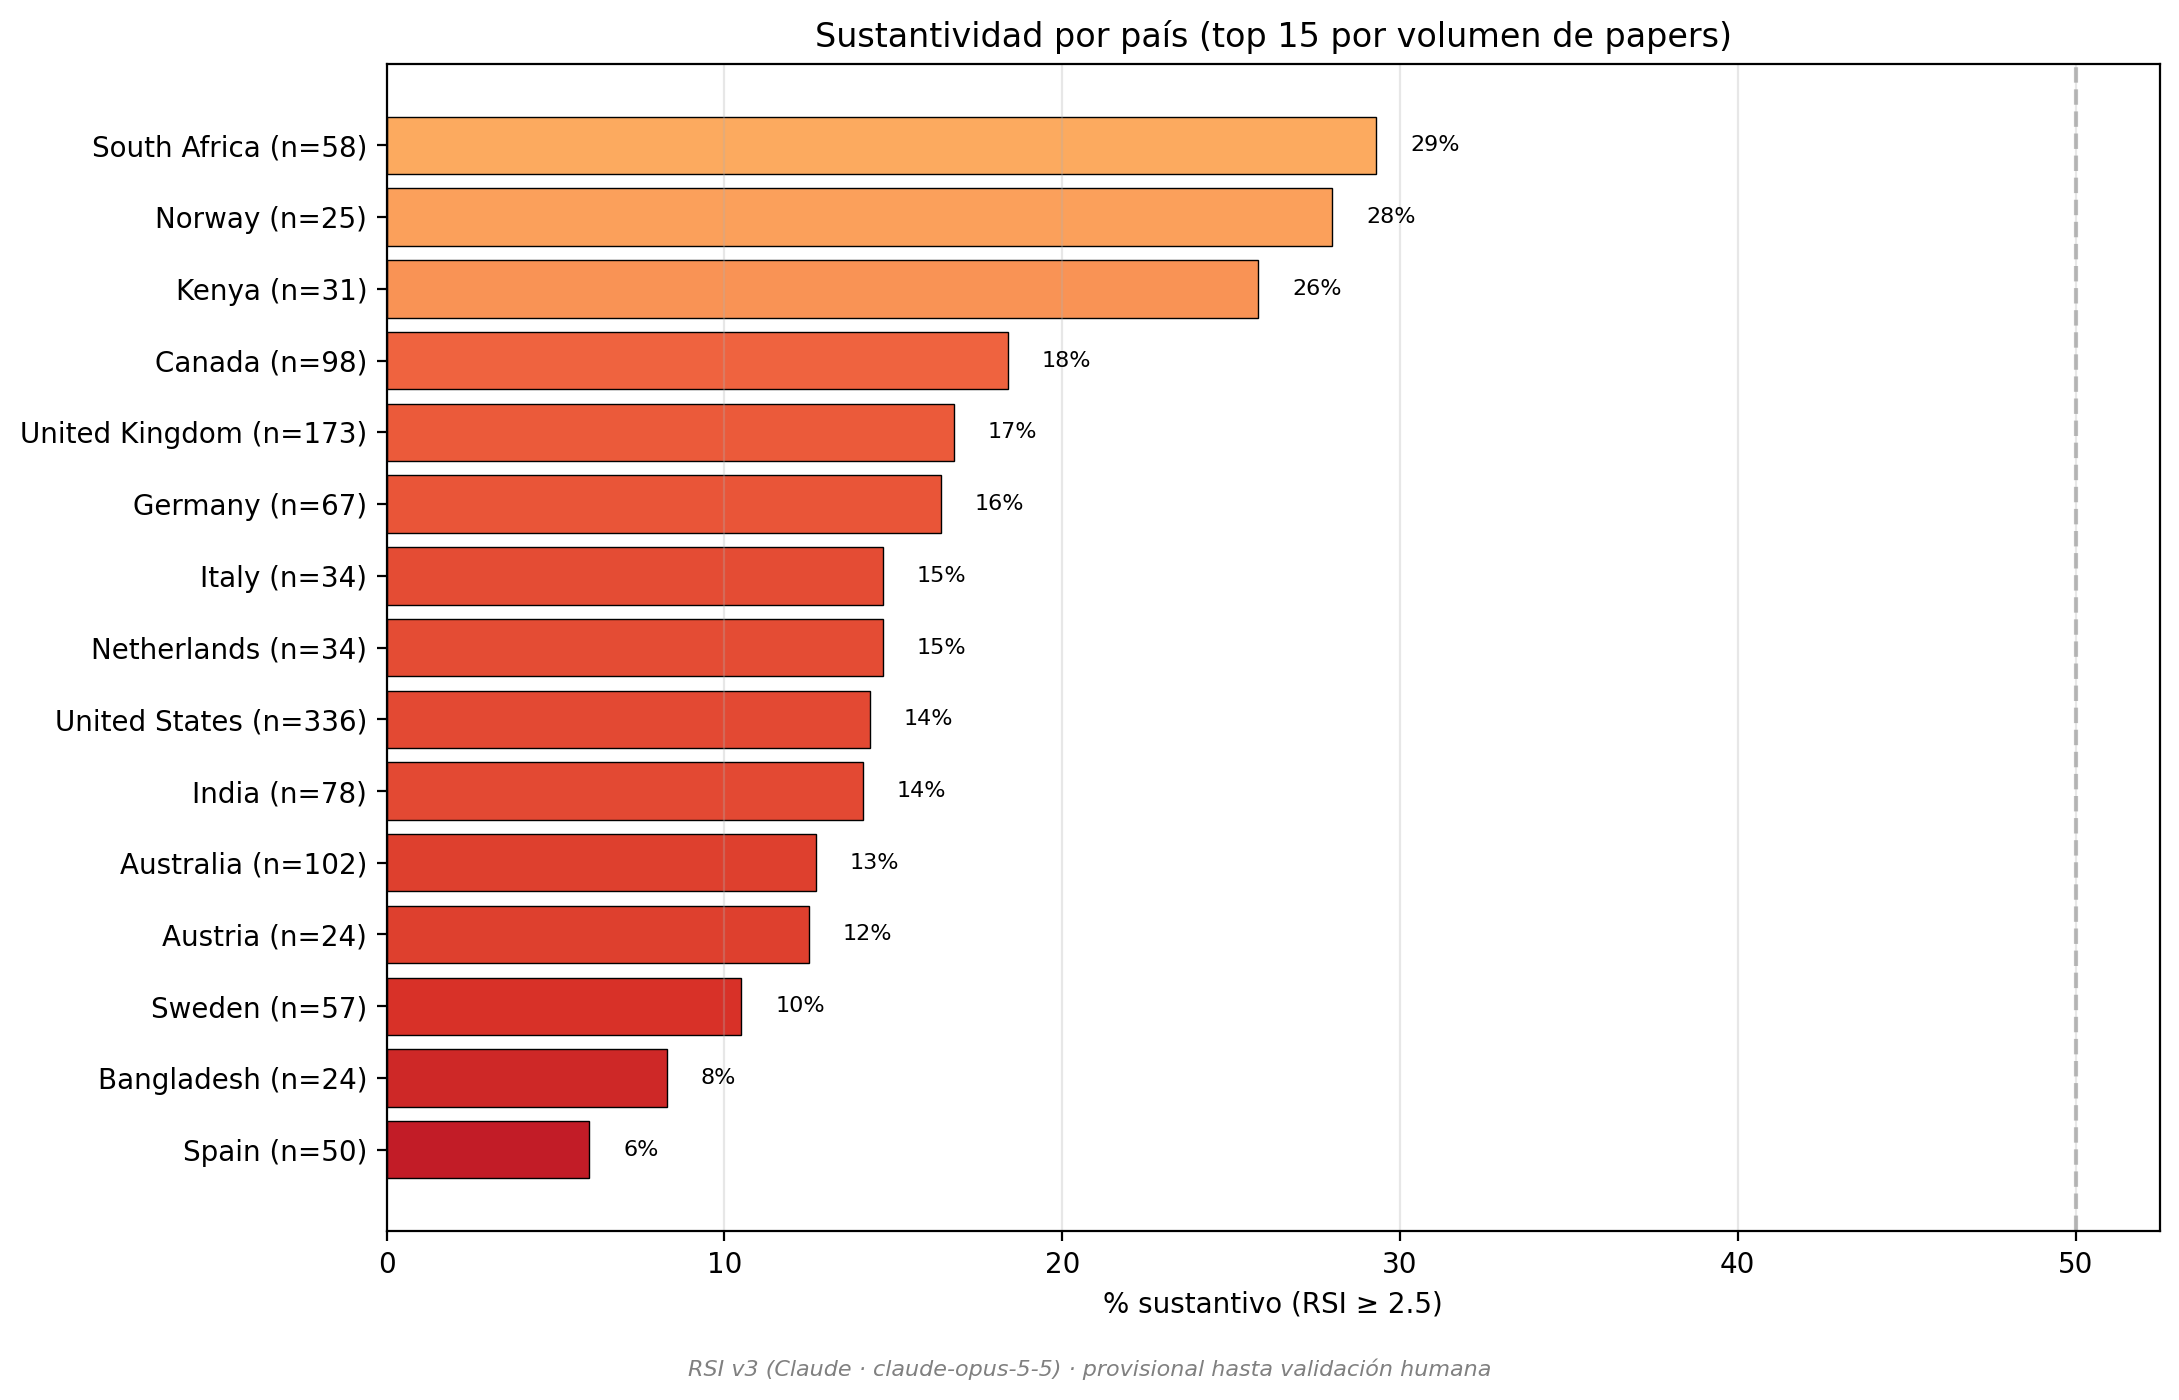 Sustantividad por país (top 15 por volumen de papers)
South Africa (n=58) 29%
Norway (n=25) 28%
Kenya (n=31) 26%
Canada (n=98) 18%
United Kingdom (n=173) 17%
Germany (n=67) 16%
Italy (n=34) 15%
Netherlands (n=34) 15%
United States (n=336) 14%
India (n=78) 14%
Australia (n=102) 13%
Austria (n=24) 12%
Sweden (n=57) 10%
Bangladesh (n=24) 8%
Spain (n=50) 6%
0 10 20 30 40 50
% sustantivo (RSI ≥ 2.5)
RSI v3 (Claude · claude-opus-5-5) · provisional hasta validación humana